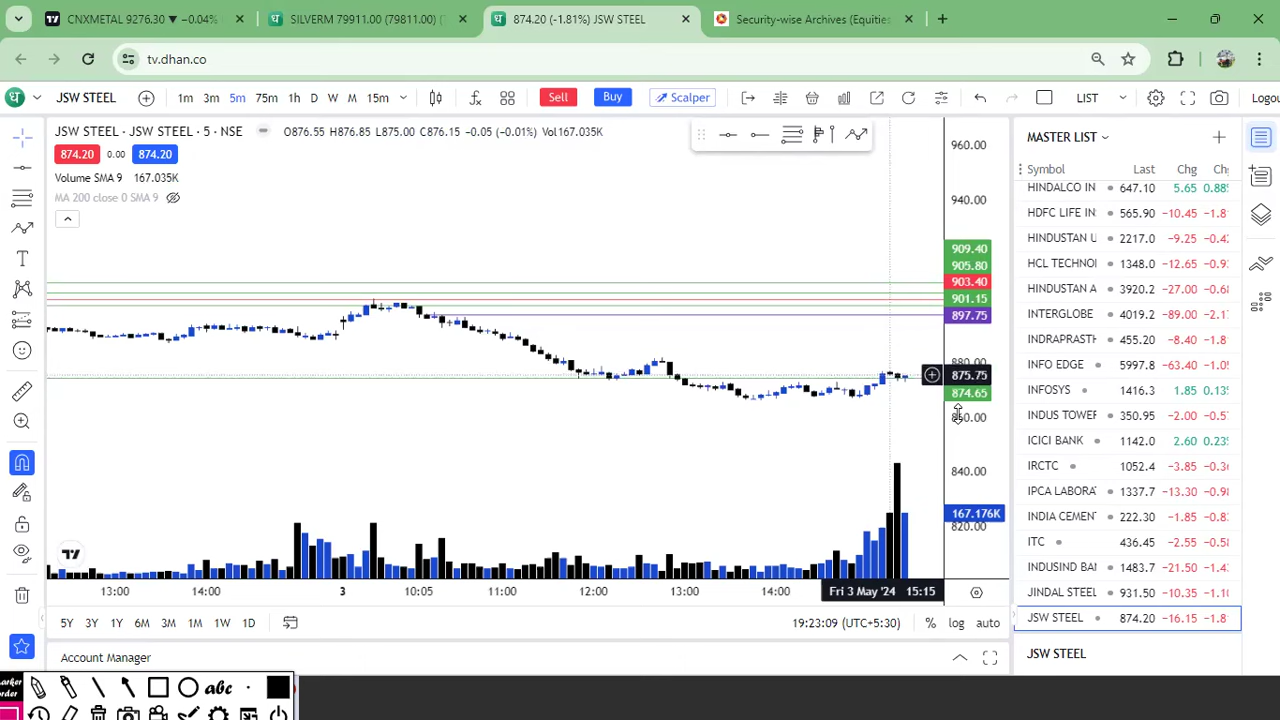 CNXMETAL 9276.30 ▼ −0.04%
SILVERM 79911.00 (79811.00) (
874.20 (-1.81%) JSW STEEL
Security-wise Archives (Equities
tv.dhan.co
JSW STEEL
1m 3m 5m 75m 1h D W M 15m
Sell
Buy
Scalper
LIST
Logou
JSW STEEL · JSW STEEL · 5 · NSE
O876.55 H876.85 L875.00 C876.15 −0.05 (−0.01%) Vol167.035K
874.20 0.00 874.20
Volume SMA 9 167.035K
MA 200 close 0 SMA 9
960.00
940.00
909.40
905.80
903.40
901.15
897.75
880.00
875.75
874.65
860.00
840.00
167.176K
820.00
13:00 14:00 3 10:05 11:00 12:00 13:00 14:00 Fri 3 May '24 15:15
5Y 3Y 1Y 6M 3M 1M 1W 1D
19:23:09 (UTC+5:30) % log auto
Account Manager
MASTER LIST
Symbol Last Chg
HINDALCO IN 647.10 5.65 0.88%
HDFC LIFE IN 565.90 −10.45 −1.8
HINDUSTAN U 2217.0 −9.25
HCL TECHNO 1348.0 −12.65 −0.9
HINDUSTAN A 3920.2 −27.00 −0.6
INTERGLOBE 4019.2 −89.00 −2.1
INDRAPRASTH 455.20 −8.40 −1.8
INFO EDGE 5997.8 −63.40
INFOSYS 1416.3 1.85
INDUS TOWER 350.95 −2.00 −0.5
ICICI BANK 1142.0 2.60
IRCTC 1052.4 −3.85 −0.3
IPCA LABORA 1337.7 −13.30 −0.9
INDIA CEMEN 222.30 −1.85 −0.8
ITC 436.45 −2.55 −0.5
INDUSIND BAN 1483.7 −21.50 −1.4
JINDAL STEEL 931.50 −10.35 −1.1
JSW STEEL 874.20 −16.15 −1.8
JSW STEEL
abc